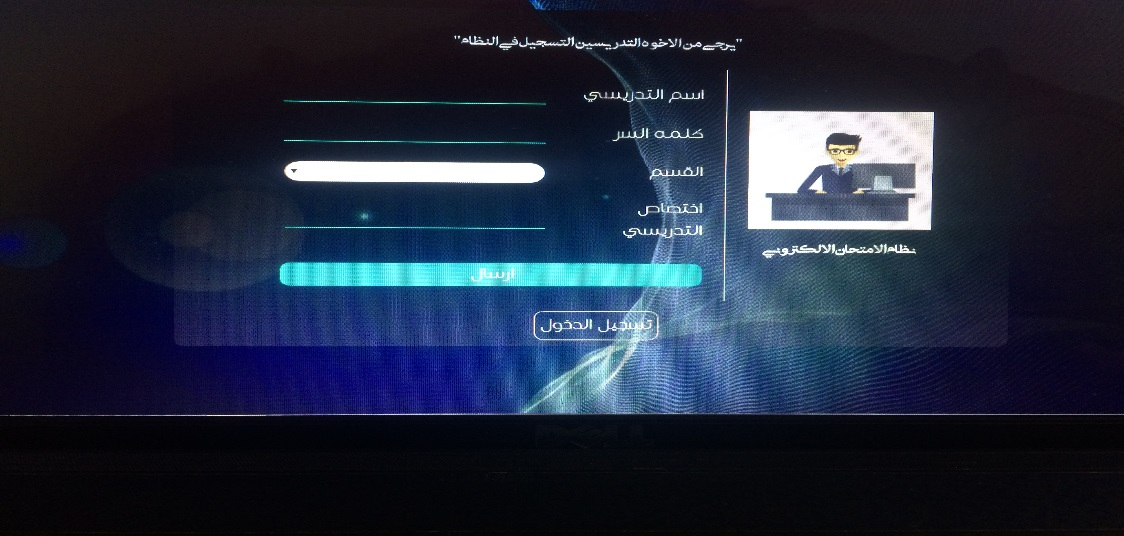 "يرجى من الاخوه التدريسين التسجيل في النظام"
اسم التدريسي
كلمه السر
القسم
اختصاص
التدريسي
ارسال
تسجيل الدخول
نظام الامتحان الالكتروني